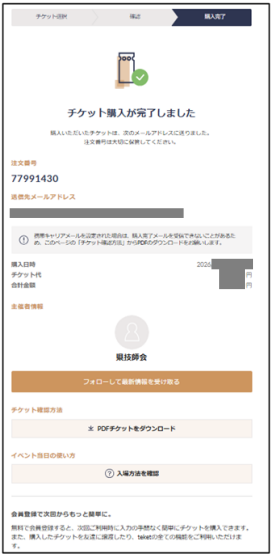 チケット選択
確認
購入完了
チケット購入が完了しました
購入いただいたチケットは、次のメールアドレスに送りました。
注文番号は大切に保管してください。
注文番号
77991430
送信先メールアドレス
携帯キャリアメールを設定された場合は、購入完了メールを受信できないことがあるた
め、このページの「チケット確認方法」からPDFのダウンロードをお願いします。
購入日時 2026
チケット代 円
合計金額 円
主催者情報
県技師会
フォローして最新情報を受け取る
チケット確認方法
PDFチケットをダウンロード
イベント当日の使い方
入場方法を確認
会員登録で次回からもっと簡単に。
無料で会員登録すると、次回ご利用時に入力の手間なく簡単にチケットを購入できます。
また、購入したチケットを友達に譲渡したり、teketの全ての機能をご利用いただけま
す。